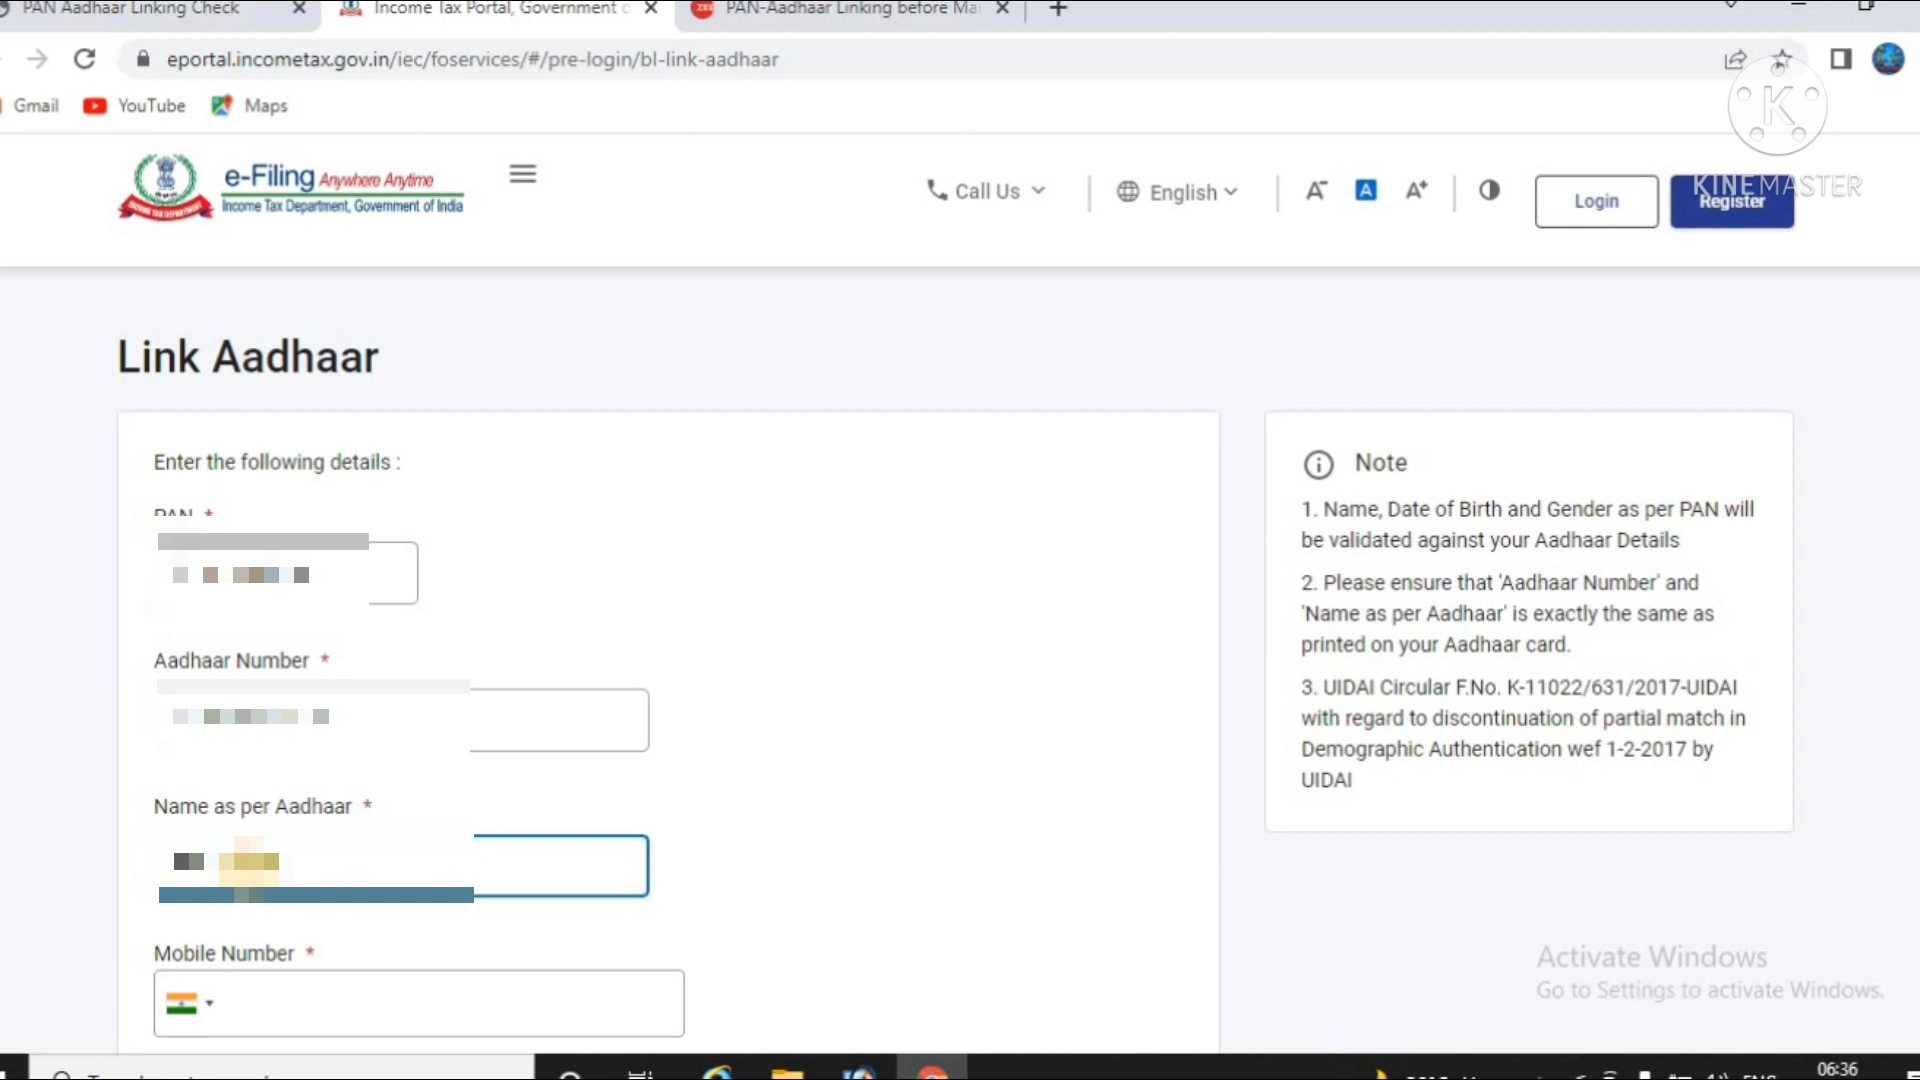 PAN Aadhaar Linking Check
Income Tax Portal, Government o
PAN-Aadhaar Linking before Ma
eportal.incometax.gov.in/iec/foservices/#/pre-login/bl-link-aadhaar
Gmail
YouTube
Maps
e-Filing Anywhere Anytime
Income Tax Department, Government of India
Call Us
English
A-
A
A+
Login
Register
K
KINEMASTER
Link Aadhaar
Enter the following details :
PAN *
Aadhaar Number *
Name as per Aadhaar *
Mobile Number *
Note
1. Name, Date of Birth and Gender as per PAN will
be validated against your Aadhaar Details
2. Please ensure that 'Aadhaar Number' and
'Name as per Aadhaar' is exactly the same as
printed on your Aadhaar card.
3. UIDAI Circular F.No. K-11022/631/2017-UIDAI
with regard to discontinuation of partial match in
Demographic Authentication wef 1-2-2017 by
UIDAI
Activate Windows
Go to Settings to activate Windows.
06:36